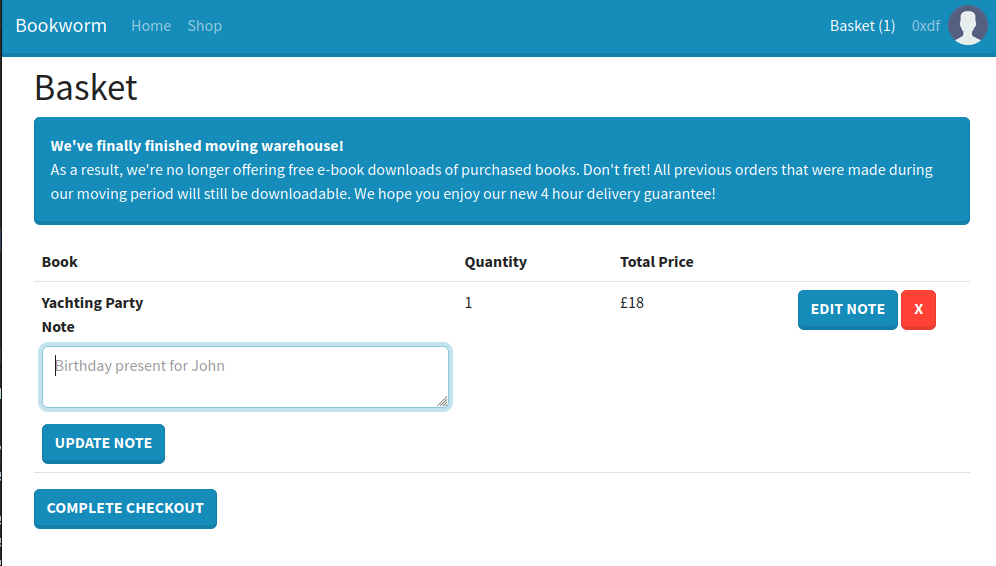 Bookworm Home Shop Basket (1) 0xdf
Basket
We've finally finished moving warehouse!
As a result, we're no longer offering free e-book downloads of purchased books. Don't fret! All previous orders that were made during
our moving period will still be downloadable. We hope you enjoy our new 4 hour delivery guarantee!
Book Quantity Total Price
Yachting Party 1 £18 EDIT NOTE X
Note
Birthday present for John
UPDATE NOTE
COMPLETE CHECKOUT